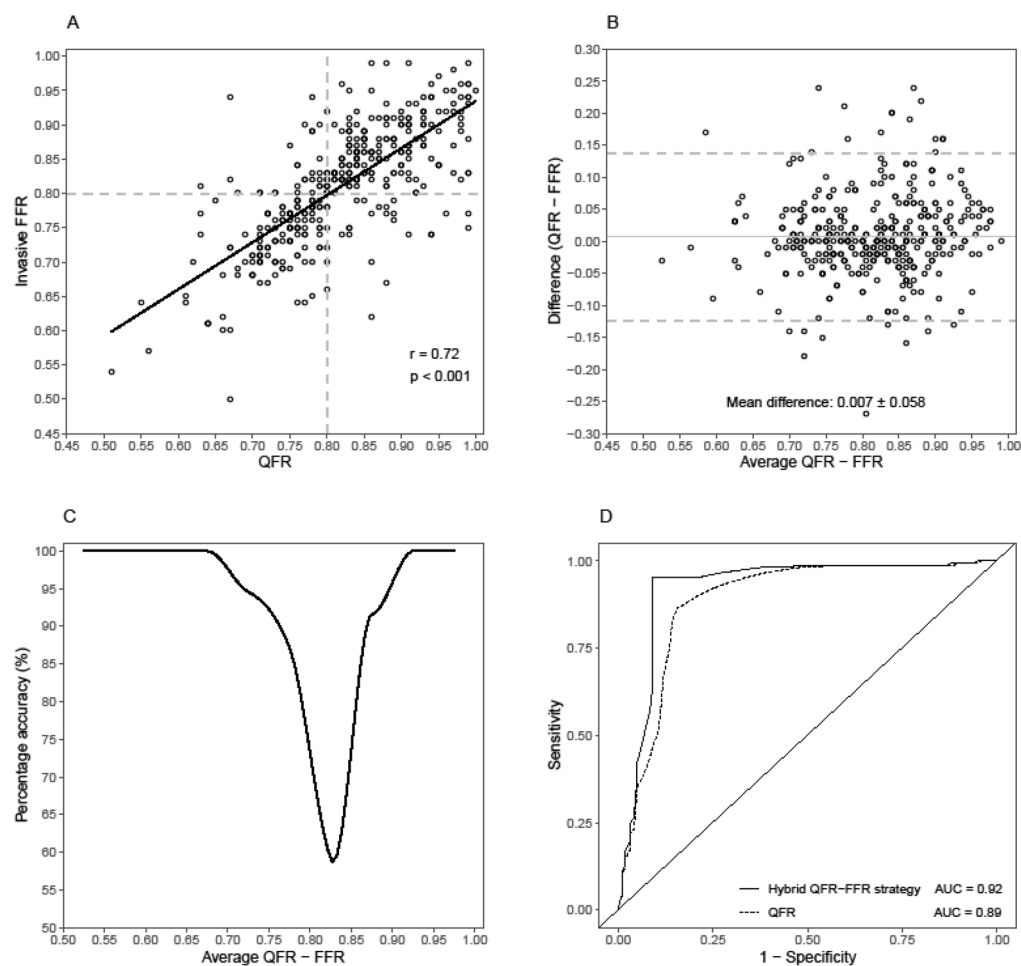 A
1.00
0.95
0.90
0.85
0.80
0.75
0.70
0.65
0.60
0.55
0.50
0.45
Invasive FFR
r = 0.72
p < 0.001
0.45 0.50 0.55 0.60 0.65 0.70 0.75 0.80 0.85 0.90 0.95 1.00
QFR
B
0.30
0.25
0.20
0.15
0.10
0.05
0.00
−0.05
−0.10
−0.15
−0.20
−0.25
−0.30
Difference (QFR − FFR)
Mean difference: 0.007 ± 0.058
0.45 0.50 0.55 0.60 0.65 0.70 0.75 0.80 0.85 0.90 0.95 1.00
Average QFR − FFR
C
100
95
90
85
80
75
70
65
60
55
50
Percentage accuracy (%)
0.50 0.55 0.60 0.65 0.70 0.75 0.80 0.85 0.90 0.95 1.00
Average QFR − FFR
D
1.00
0.75
0.50
0.25
0.00
Sensitivity
Hybrid QFR−FFR strategy AUC = 0.92
QFR AUC = 0.89
0.00 0.25 0.50 0.75 1.00
1 − Specificity